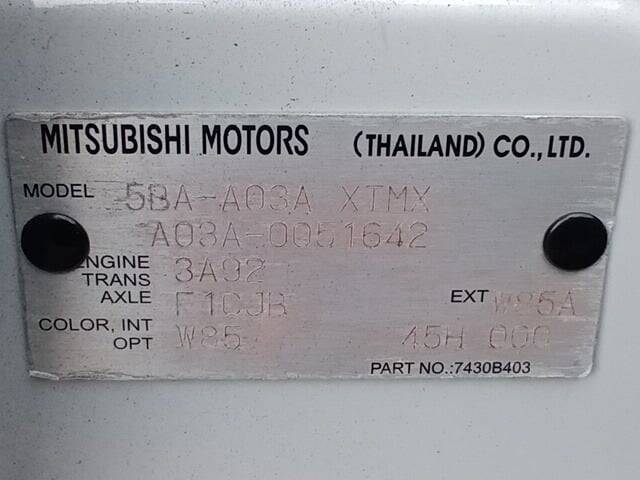 MITSUBISHI MOTORS (THAILAND) CO., LTD.
MODEL 5BA-A03A XTMX
A03A-0051642
ENGINE 3A92
TRANS
AXLE F1CJB EXT W85A
COLOR, INT W85 45H 000
OPT
PART NO.:7430B403